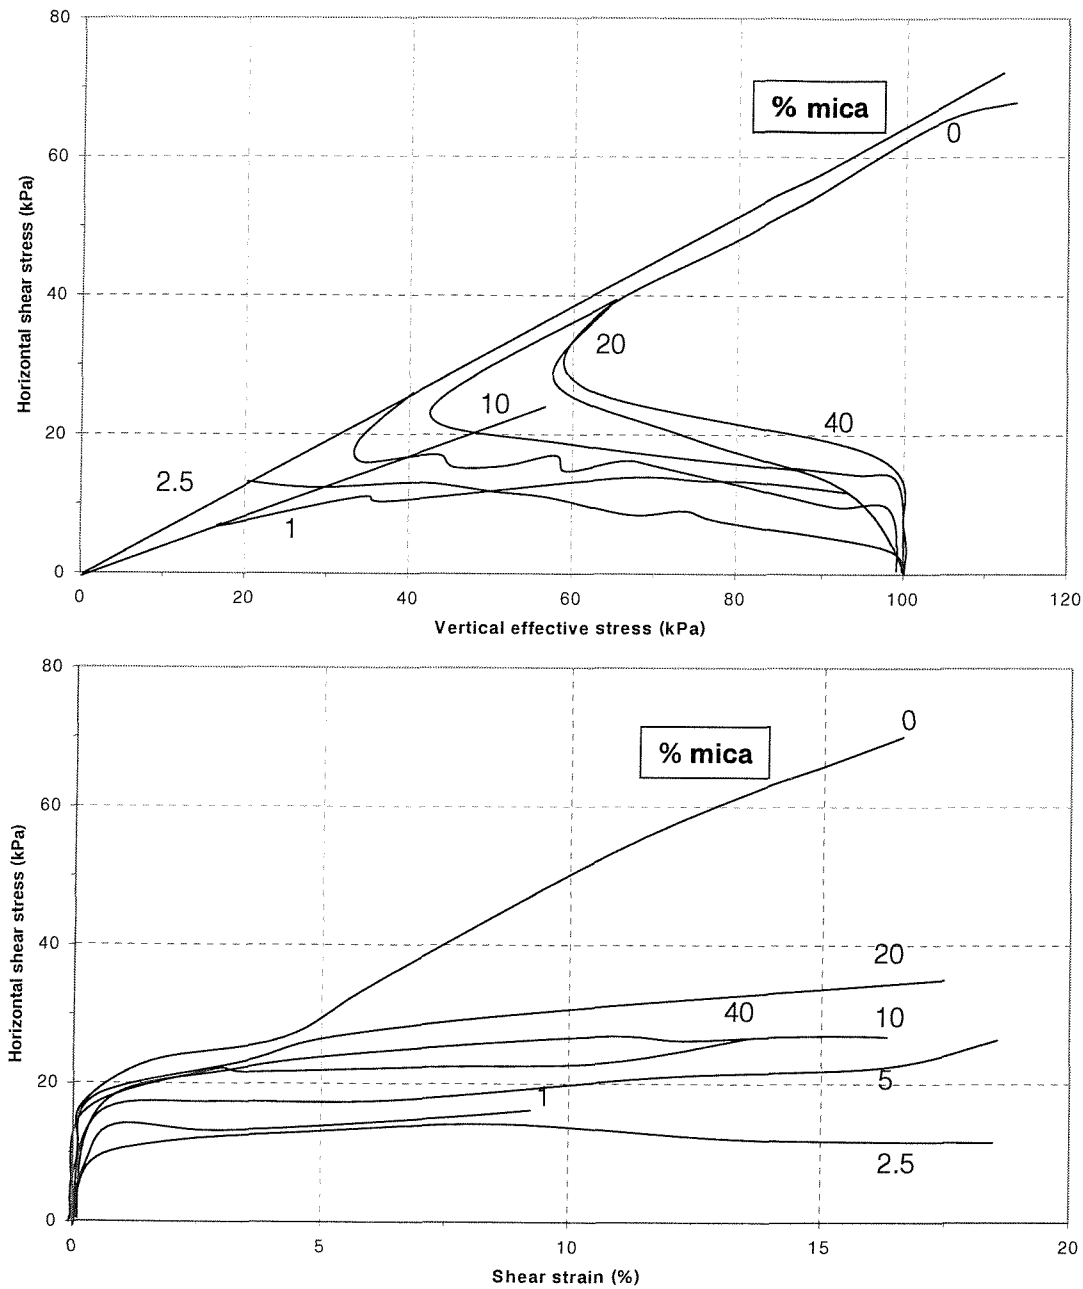 80
% mica
0
60
Horizontal shear stress (kPa)
40
20
10
40
20
2.5
1
0
0 20 40 60 80 100 120
Vertical effective stress (kPa)
80
0
% mica
60
Horizontal shear stress (kPa)
40
20
40
10
20
5
1
2.5
0
0 5 10 15 20
Shear strain (%)